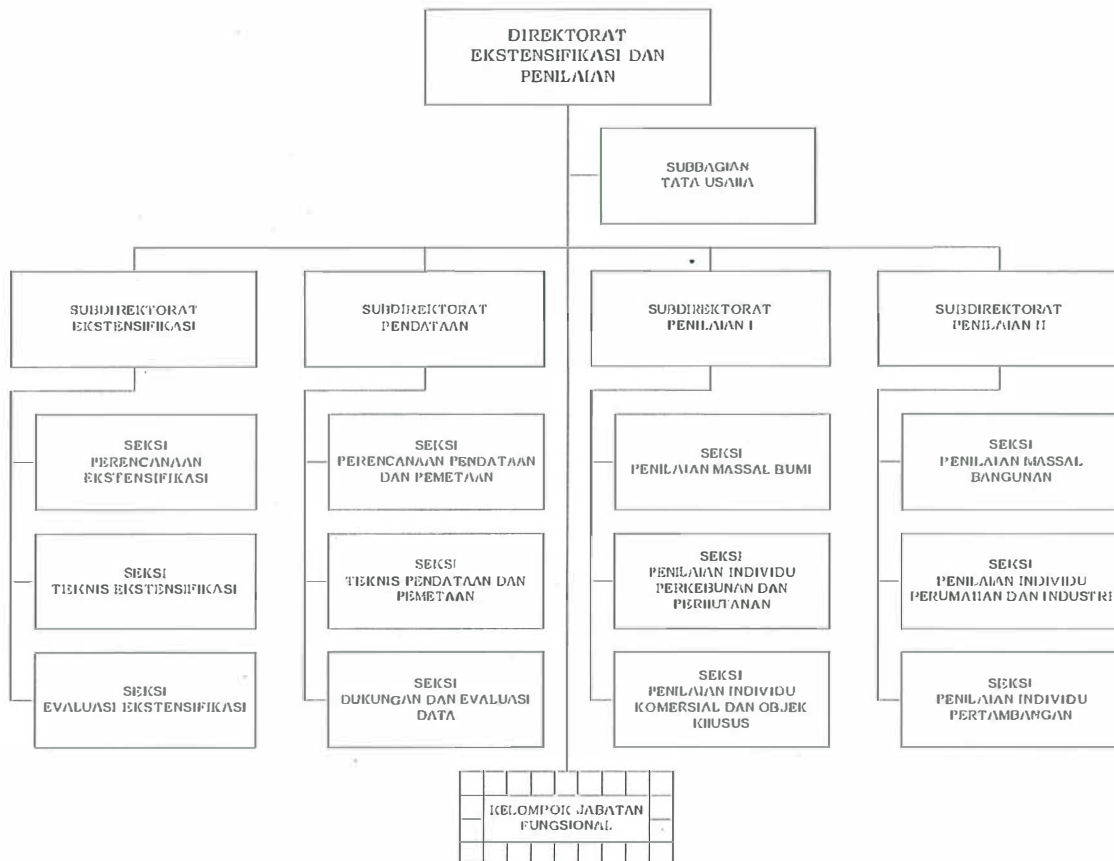 DIREKTORAT
EKSTENSIFIKASI DAN
PENILAIAN
SUBBAGIAN
TATA USAHA
SUBDIREKTORAT
EKSTENSIFIKASI
SUBDIREKTORAT
PENDATAAN
SUBDIREKTORAT
PENILAIAN I
SUBDIREKTORAT
PENILAIAN II
SEKSI
PERENCANAAN
EKSTENSIFIKASI
SEKSI
PERENCANAAN PENDATAAN
DAN PEMETAAN
SEKSI
PENILAIAN MASSAL BUMI
SEKSI
PENILAIAN MASSAL
BANGUNAN
SEKSI
TEKNIS EKSTENSIFIKASI
SEKSI
TEKNIS PENDATAAN DAN
PEMETAAN
SEKSI
PENILAIAN INDIVIDU
PERKEBUNAN DAN
PERHUTANAN
SEKSI
PENILAIAN INDIVIDU
PERUMAHAN DAN INDUSTRI
SEKSI
EVALUASI EKSTENSIFIKASI
SEKSI
DUKUNGAN DAN EVALUASI
DATA
SEKSI
PENILAIAN INDIVIDU
KOMERSIAL DAN OBJEK
KHUSUS
SEKSI
PENILAIAN INDIVIDU
PERTAMBANGAN
KELOMPOK JABATAN
FUNGSIONAL